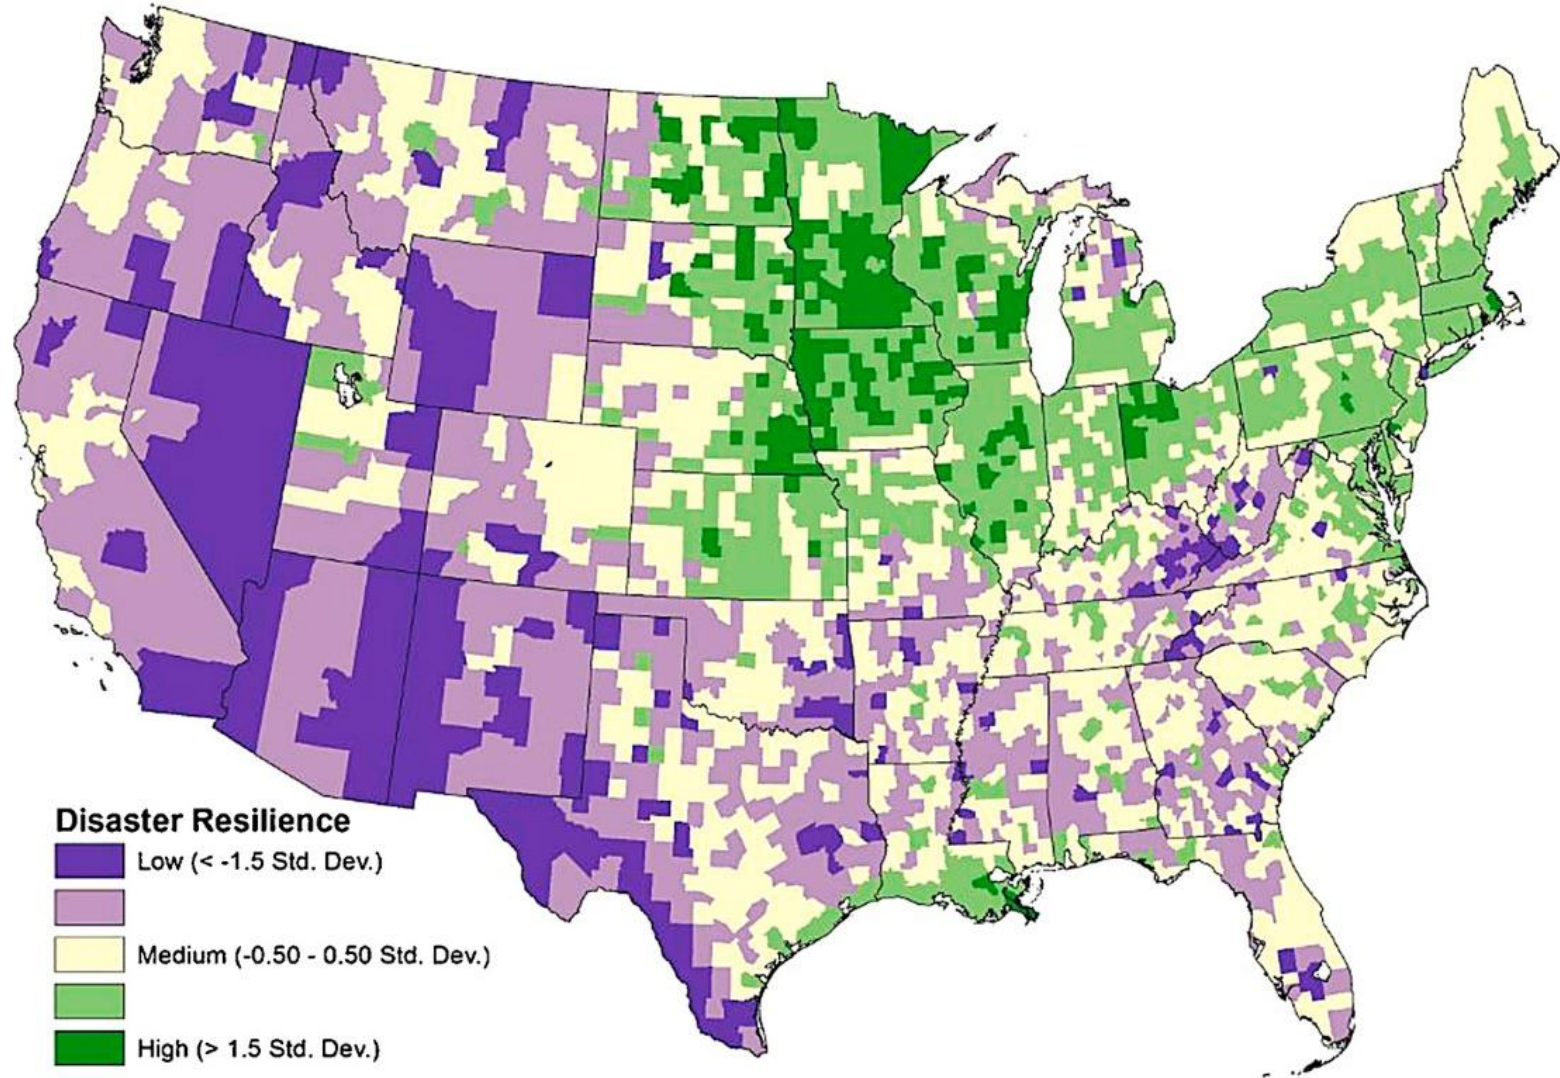 Disaster Resilience
Low (< -1.5 Std. Dev.)
Medium (-0.50 - 0.50 Std. Dev.)
High (> 1.5 Std. Dev.)